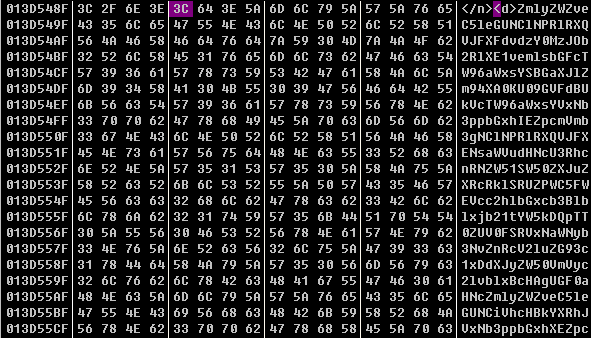 013D548F 3C 2F 6E 3E 3C 64 3E 5A 6D 6C 79 5A 57 5A 76 65 </n><d>ZmlyZWZve
013D549F 43 35 6C 65 47 55 4E 43 6C 4E 50 52 6C 52 58 51 C5leGUNClNPRlRXQ
013D54AF 56 4A 46 58 46 64 76 64 7A 59 30 4D 7A 4A 4F 62 VJFXFdvdzY0MzJOb
013D54BF 32 52 6C 58 45 31 76 65 6D 6C 73 62 47 46 63 54 2RlXE1vemlsbGFcT
013D54CF 57 39 36 61 57 78 73 59 53 42 47 61 58 4A 6C 5A W96aWxsYSBGaXJlZ
013D54DF 6D 39 34 58 41 30 4B 55 30 39 47 56 46 64 42 55 m94XA0KU09GVFdBU
013D54EF 6B 56 63 54 57 39 36 61 57 78 73 59 56 78 4E 62 kVcTW96aWxsYVxNb
013D54FF 33 70 70 62 47 78 68 49 45 5A 70 63 6D 56 6D 62 3ppbGxhIEZpcmVmb
013D550F 33 67 4E 43 6C 4E 50 52 6C 52 58 51 56 4A 46 58 3gNClNPRlRXQVJFX
013D551F 45 4E 73 61 57 56 75 64 48 4E 63 55 33 52 68 63 ENsaWVudHNcU3Rhc
013D552F 6E 52 4E 5A 57 35 31 53 57 35 30 5A 58 4A 75 5A nRNZW51SW50ZXJuZ
013D553F 58 52 63 52 6B 6C 53 52 55 5A 50 57 43 35 46 57 XRcRklSRUZPWC5FW
013D554F 45 56 63 63 32 68 6C 62 47 78 63 62 33 42 6C 62 EVcc2hlbGxcb3Blb
013D555F 6C 78 6A 62 32 31 74 59 57 35 6B 44 51 70 54 54 lxjb21tYW5kDQpTT
013D556F 30 5A 55 56 30 46 53 52 56 78 4E 61 57 4E 79 62 0ZUV0FSRVxNaWNyb
013D557F 33 4E 76 5A 6E 52 63 56 32 6C 75 5A 47 39 33 63 3NvZnRcV2luZG93c
013D558F 31 78 44 64 58 4A 79 5A 57 35 30 56 6D 56 79 63 1xDdXJyZW50VmVyc
013D559F 32 6C 76 62 6C 78 42 63 48 41 67 55 47 46 30 61 2lvblxBcHAgUGF0a
013D55AF 48 4E 63 5A 6D 6C 79 5A 57 5A 76 65 43 35 6C 65 HNcZmlyZWZveC5le
013D55BF 47 55 4E 43 69 56 68 63 48 42 6B 59 58 52 68 4A GUNCiVhcHBkYXRhJ
013D55CF 56 78 4E 62 33 70 70 62 47 78 68 58 45 5A 70 63 VxNb3ppbGxhXEZpc